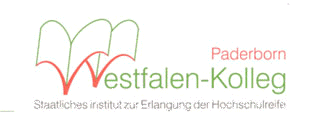 Paderborn
Westfalen-Kolleg
Staatliches Institut zur Erlangung der Hochschulreife